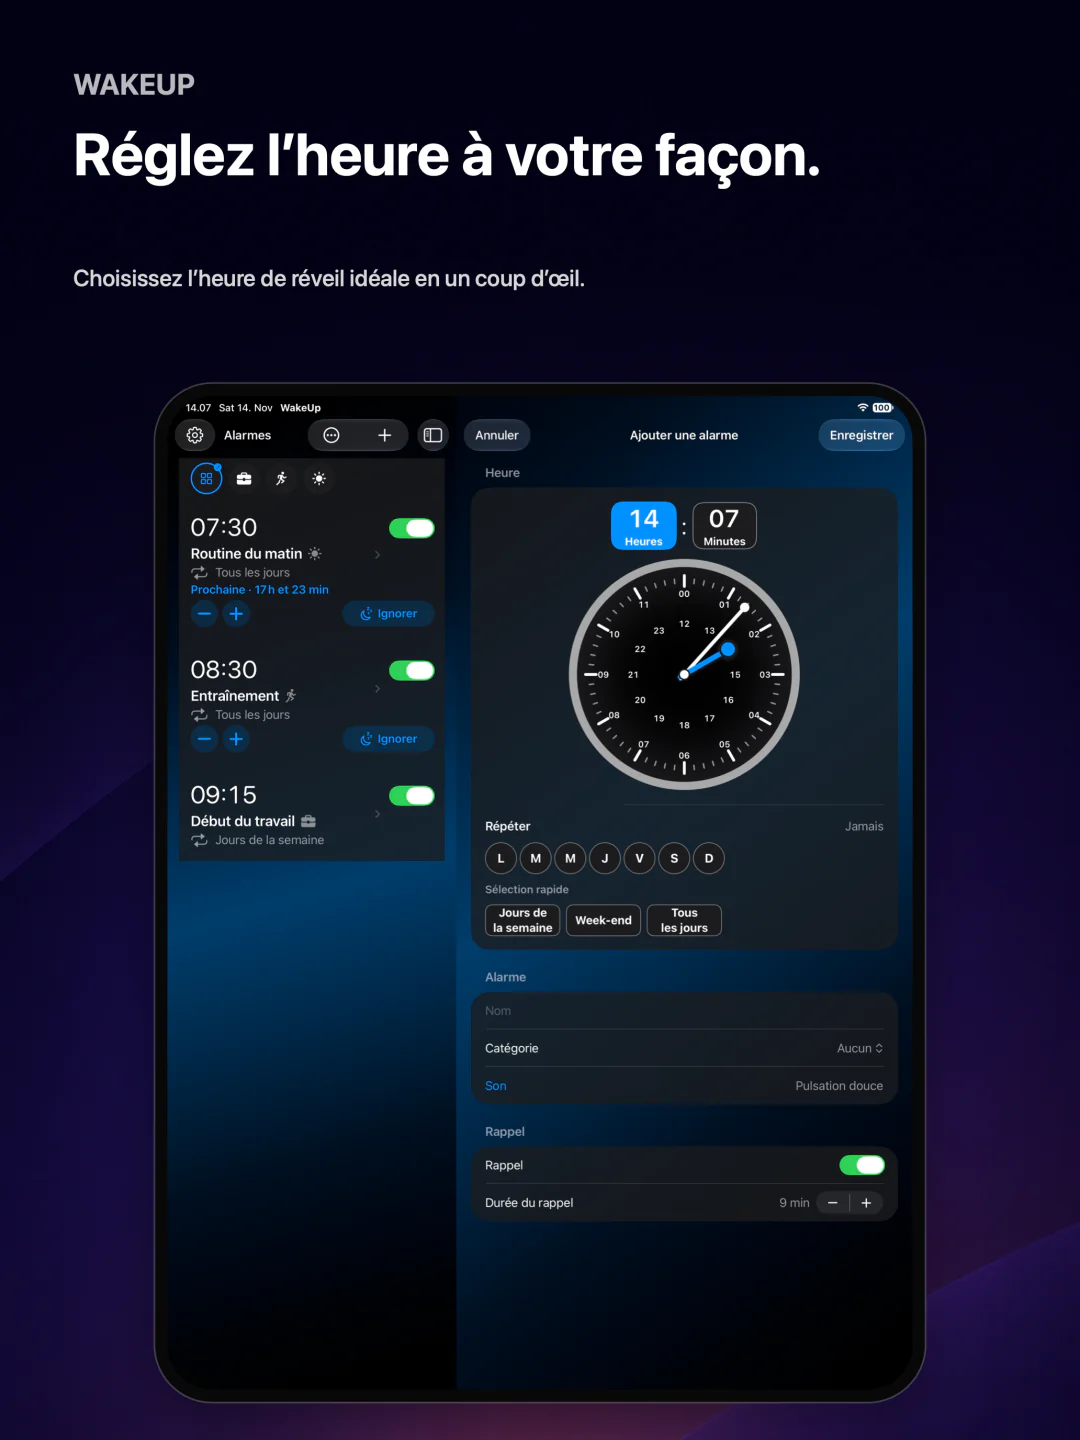 WAKEUP
Réglez l’heure à votre façon.
Choisissez l’heure de réveil idéale en un coup d’œil.
14.07 Sat 14. Nov WakeUp
100
Alarmes
07:30
Routine du matin
Tous les jours
Prochaine · 17 h et 23 min
Ignorer
08:30
Entraînement
Tous les jours
Ignorer
09:15
Début du travail
Jours de la semaine
Annuler
Ajouter une alarme
Enregistrer
Heure
14 : 07
Heures Minutes
00
11 01
12
23 13
10 02
22
09 21 15 03
20 16
08 04
19 17
18
07 05
06
Répéter
Jamais
L M M J V S D
Sélection rapide
Jours de
la semaine
Week-end
Tous
les jours
Alarme
Nom
Catégorie
Aucun
Son
Pulsation douce
Rappel
Rappel
Durée du rappel
9 min